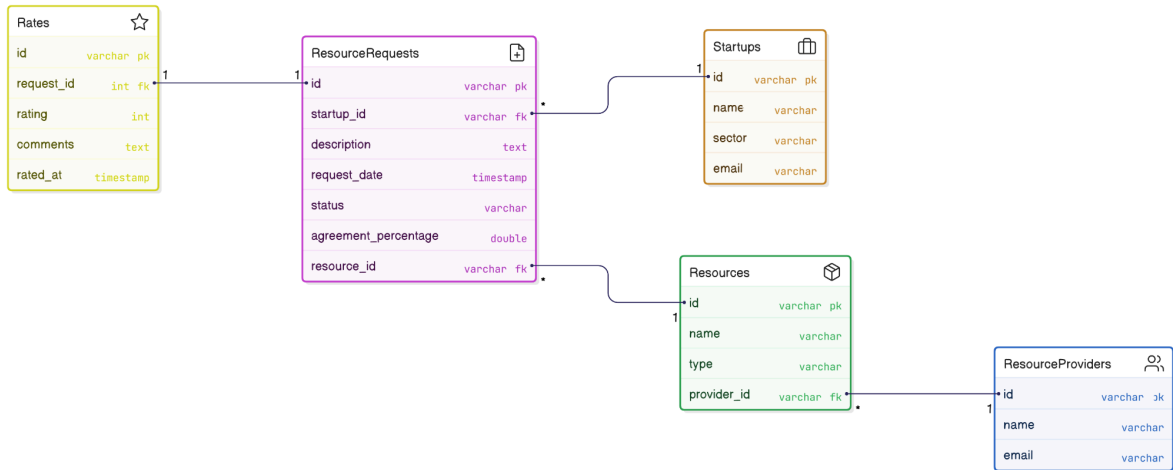 Rates
id varchar pk
request_id int fk
rating int
comments text
rated_at timestamp
1
1
ResourceRequests
id varchar pk
startup_id varchar fk
description text
request_date timestamp
status varchar
agreement_percentage double
resource_id varchar fk
*
*
1
Startups
id varchar pk
name varchar
sector varchar
email varchar
1
Resources
id varchar pk
name varchar
type varchar
provider_id varchar fk
*
1
ResourceProviders
id varchar pk
name varchar
email varchar